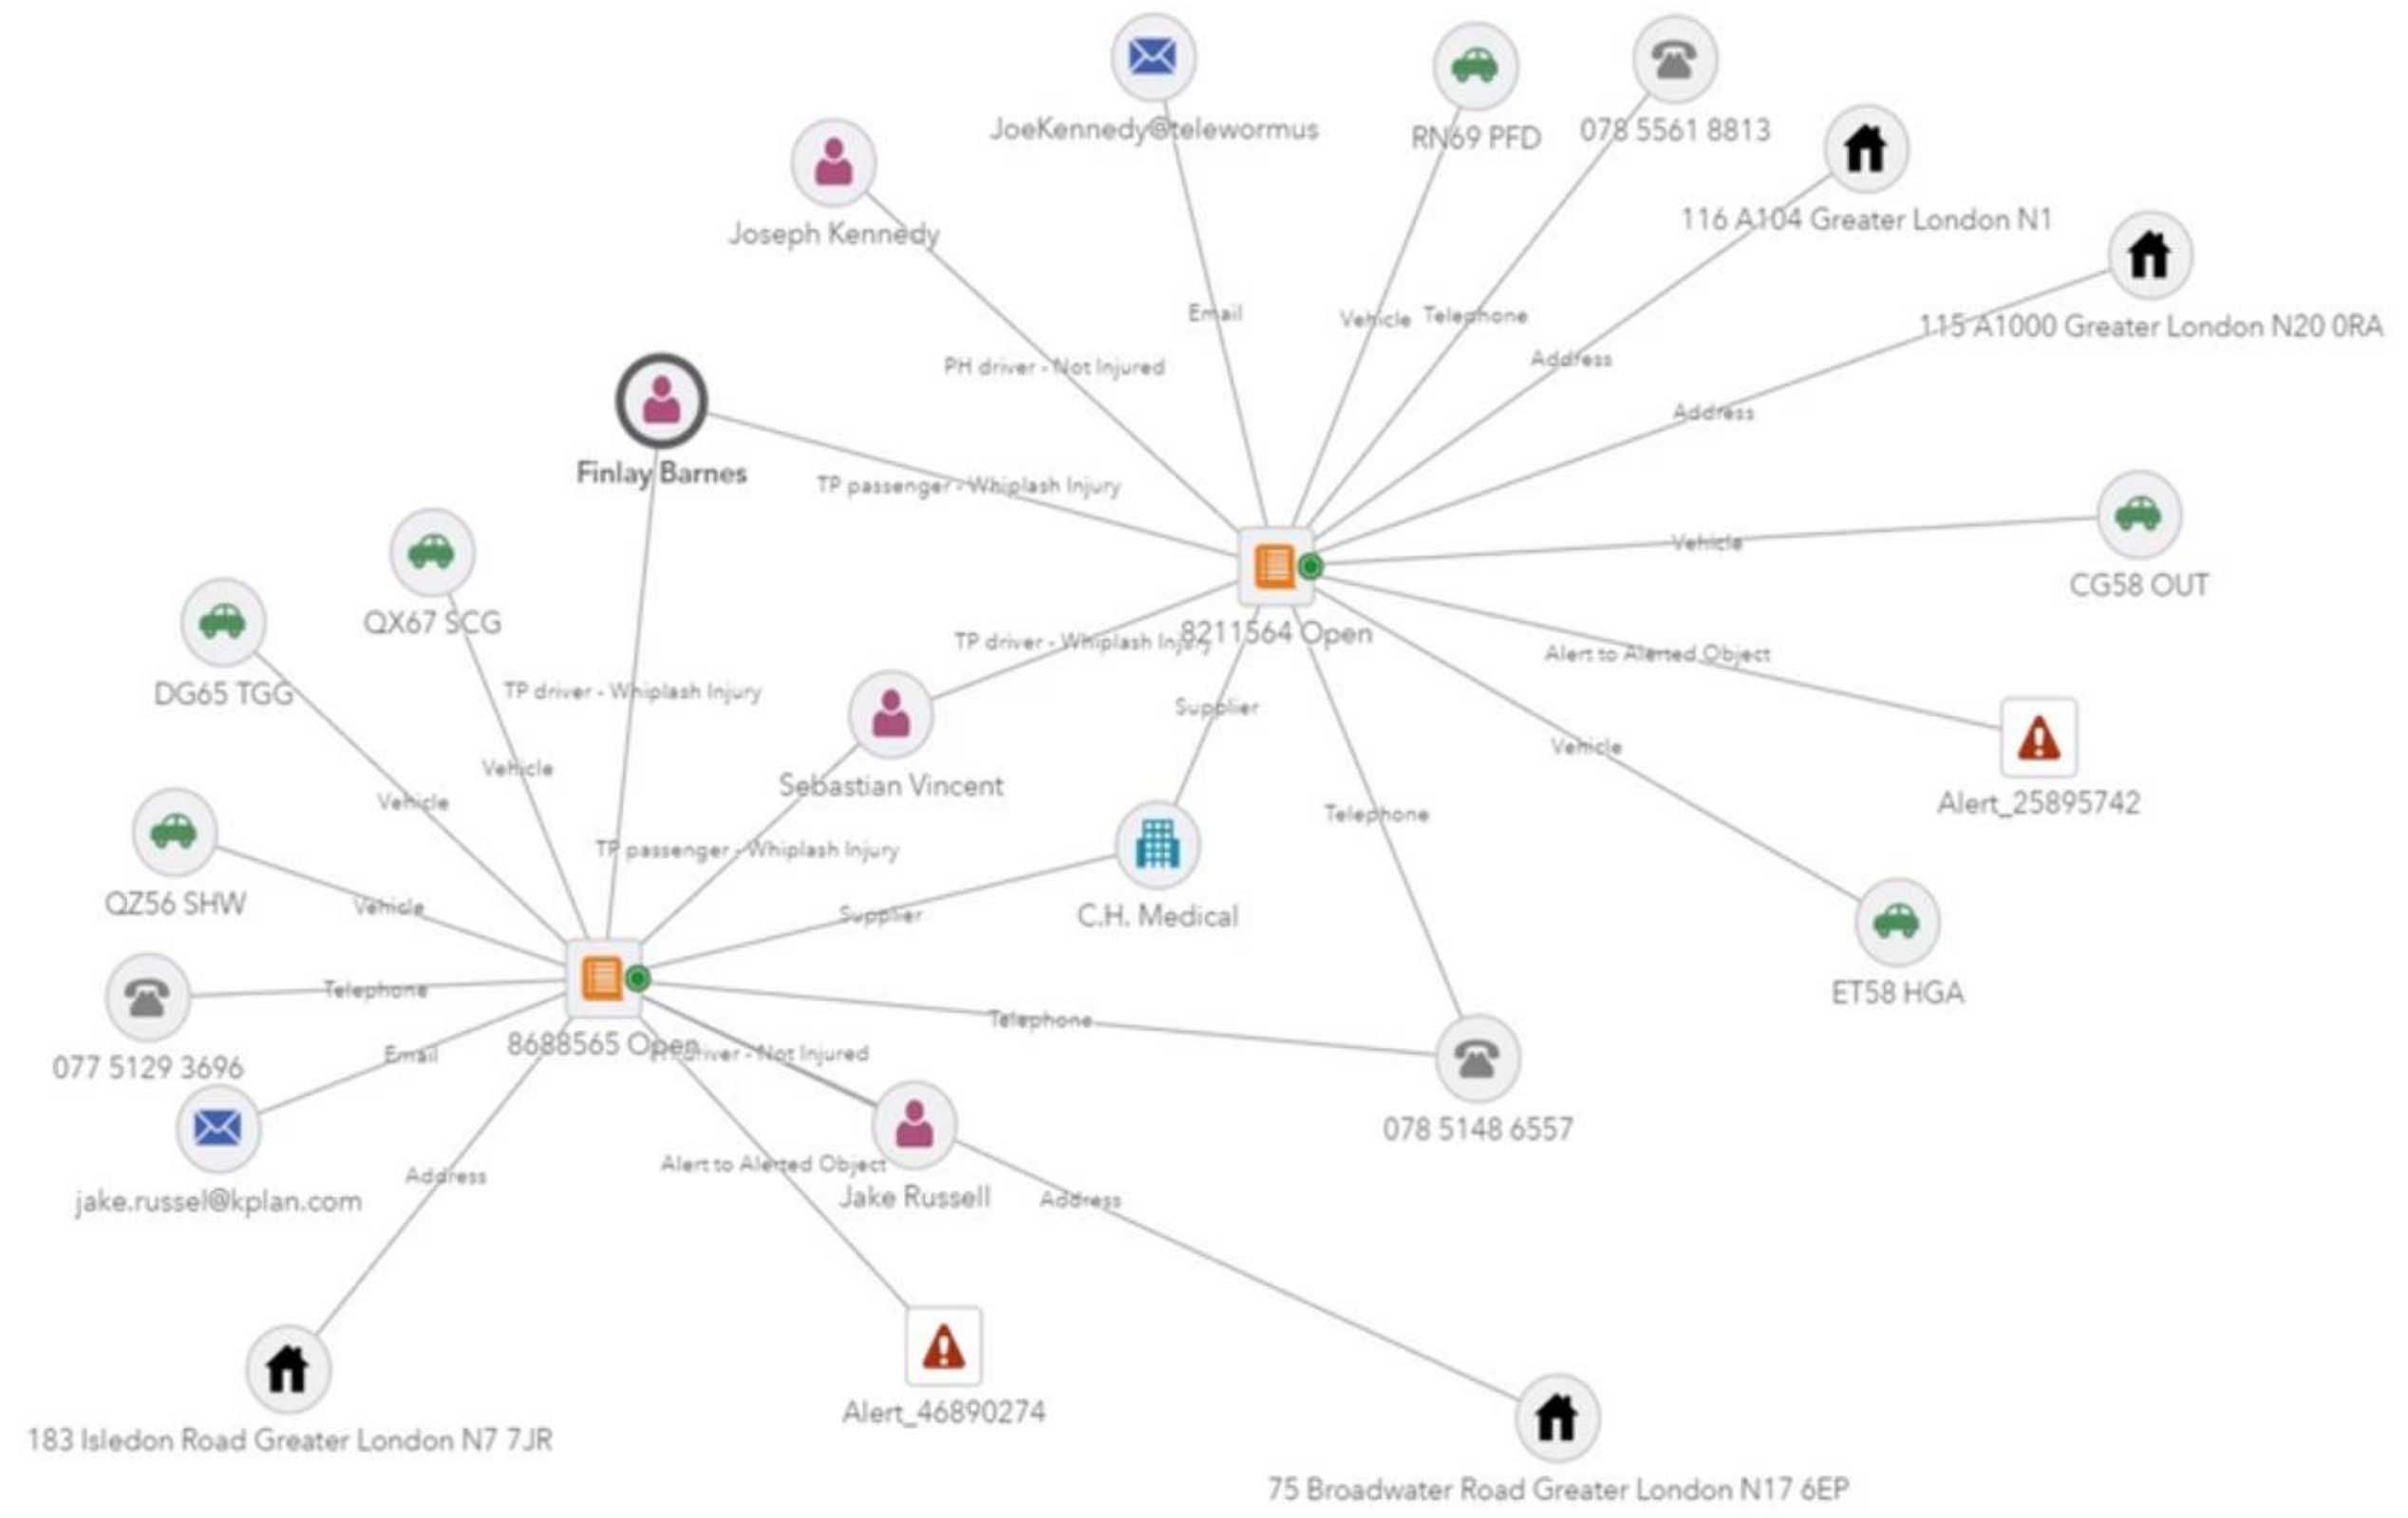 JoeKennedy@telewormus
RN69 PFD
078 5561 8813
116 A104 Greater London N1
Joseph Kennedy
115 A1000 Greater London N20 0RA
Email
Vehicle
Telephone
Address
PH driver - Not Injured
Address
Finlay Barnes
TP passenger - Whiplash Injury
Vehicle
CG58 OUT
QX67 SCG
8211564 Open
TP driver - Whiplash Injury
Alert to Alerted Object
DG65 TGG
TP driver - Whiplash Injury
Supplier
Vehicle
Vehicle
Sebastian Vincent
Alert_25895742
Vehicle
Telephone
TP passenger - Whiplash Injury
QZ56 SHW
Vehicle
Supplier
C.H. Medical
Telephone
ET58 HGA
Telephone
8688565 Open
driver - Not Injured
077 5129 3696
Email
078 5148 6557
Address
Alert to Alerted Object
jake.russel@kplan.com
Jake Russell
Address
Alert_46890274
183 Isledon Road Greater London N7 7JR
75 Broadwater Road Greater London N17 6EP